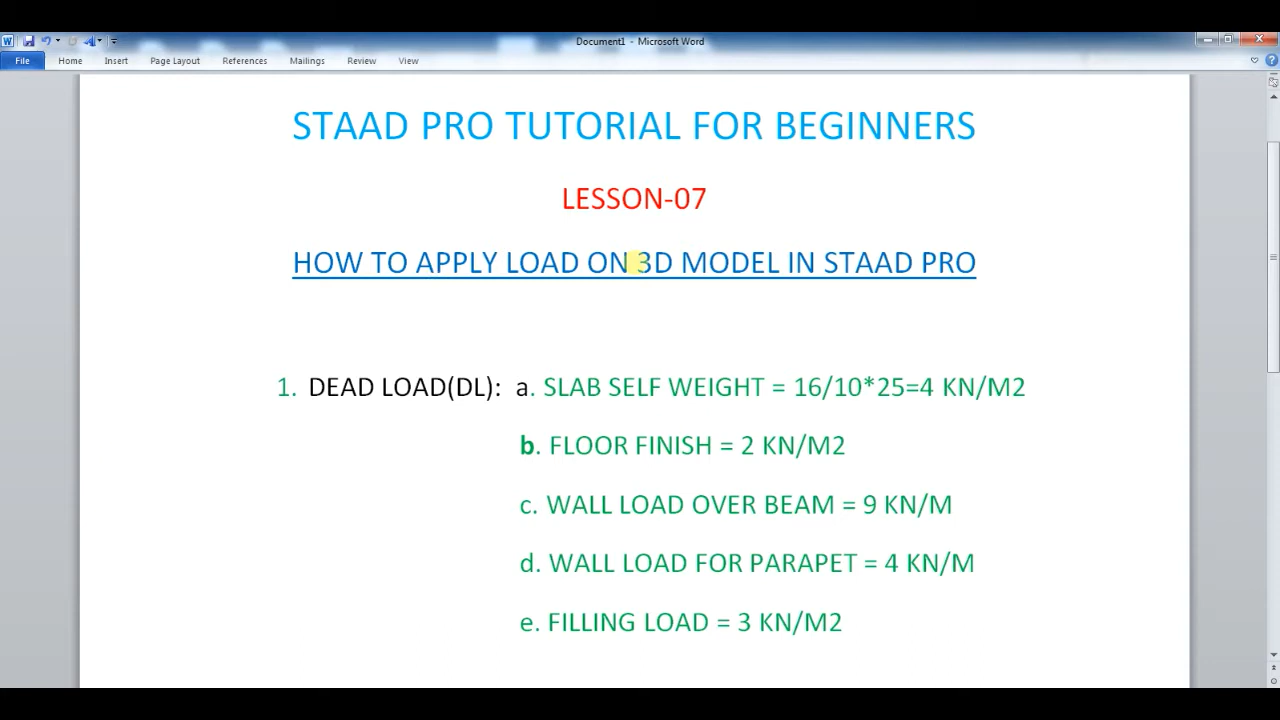 Document1 - Microsoft Word
File Home Insert Page Layout References Mailings Review View
STAAD PRO TUTORIAL FOR BEGINNERS
LESSON-07
HOW TO APPLY LOAD ON 3D MODEL IN STAAD PRO
1. DEAD LOAD(DL): a. SLAB SELF WEIGHT = 16/10*25=4 KN/M2
b. FLOOR FINISH = 2 KN/M2
c. WALL LOAD OVER BEAM = 9 KN/M
d. WALL LOAD FOR PARAPET = 4 KN/M
e. FILLING LOAD = 3 KN/M2